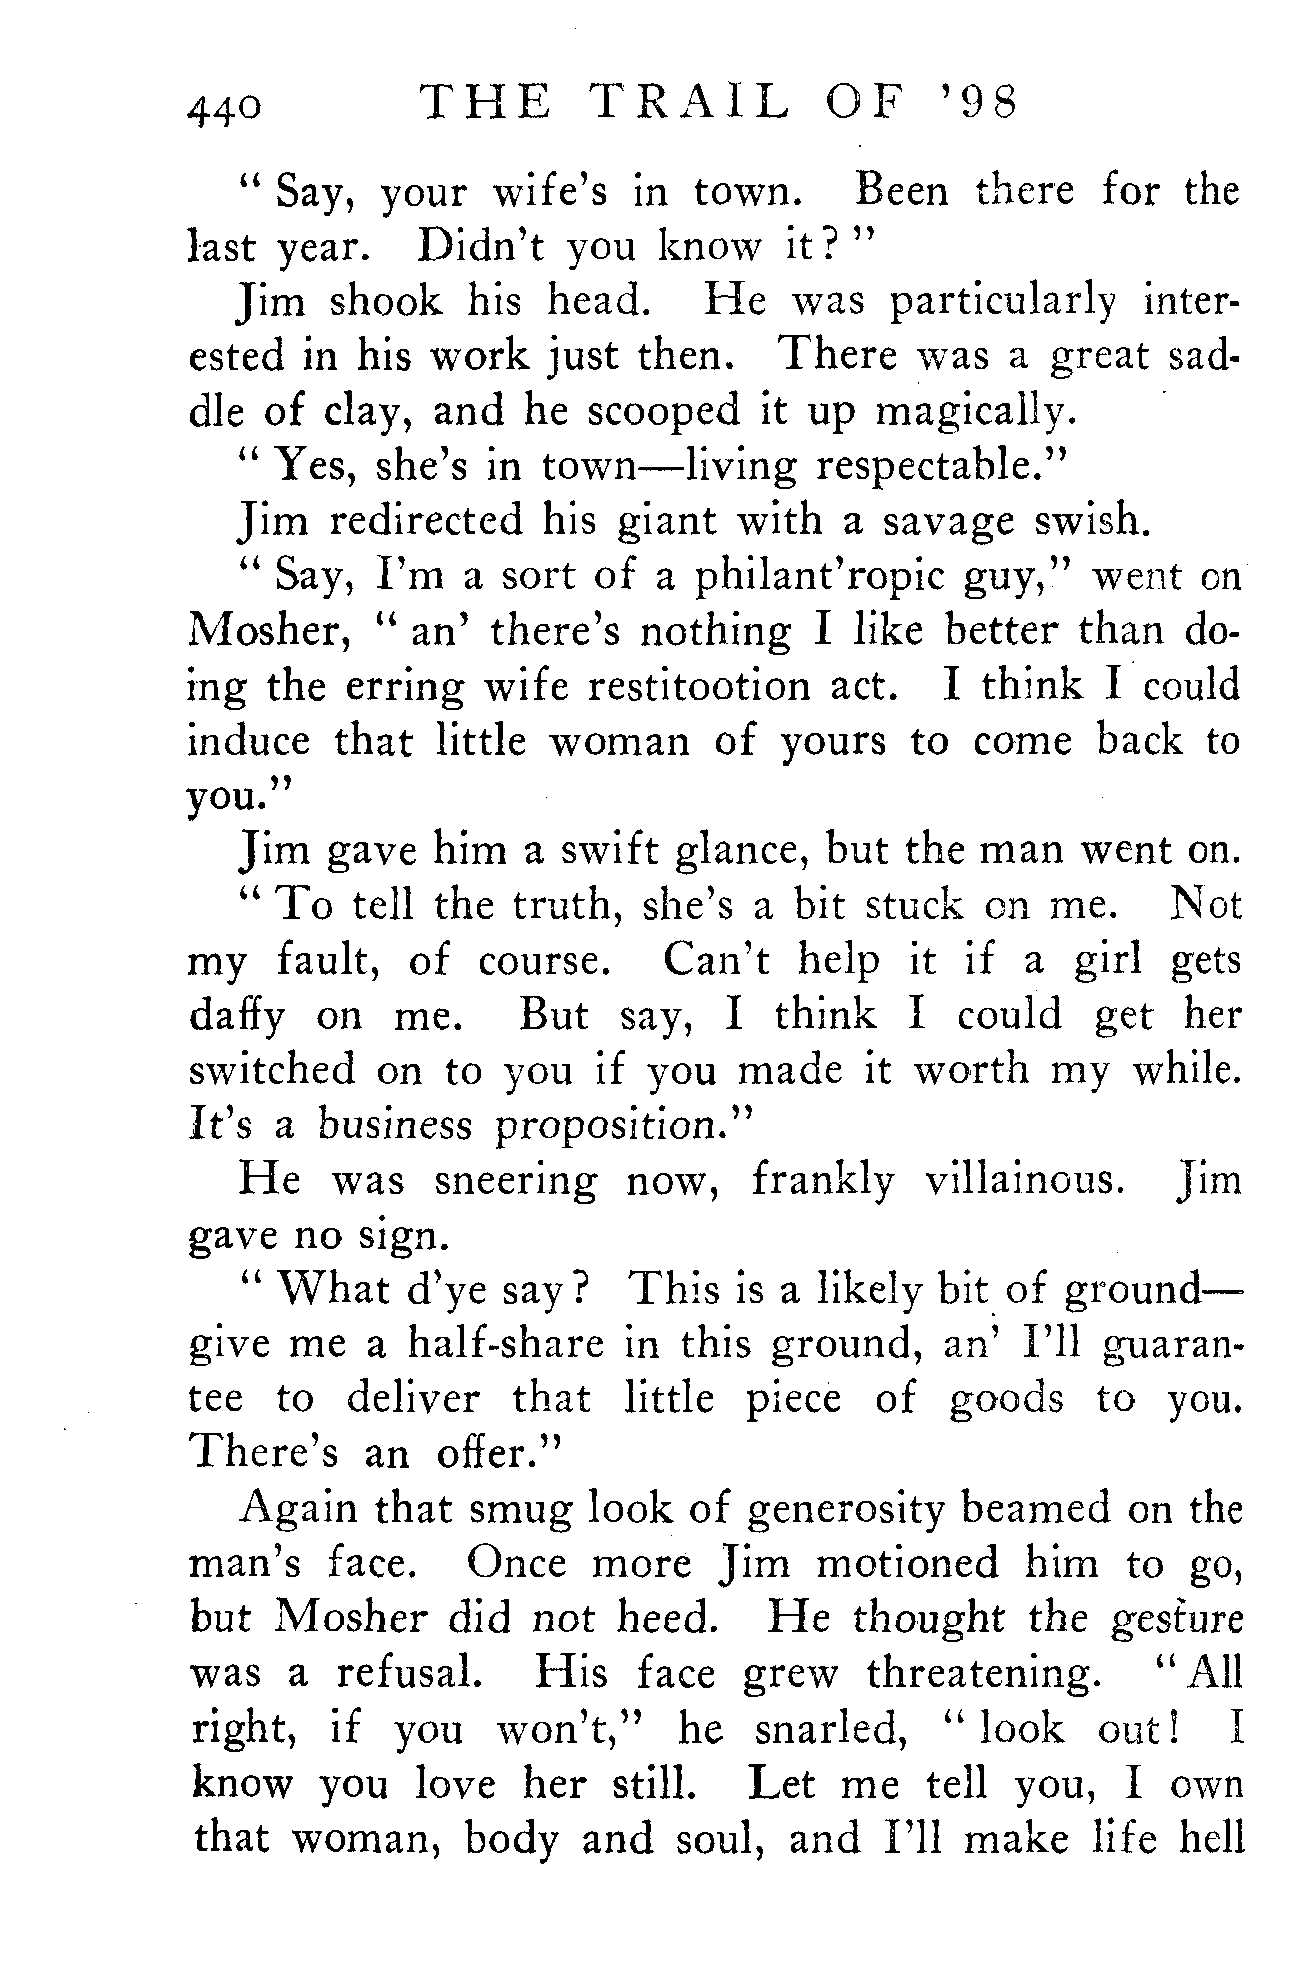 440 THE TRAIL OF '98
" Say, your wife's in town. Been there for the
last year. Didn't you know it? "
Jim shook his head. He was particularly inter-
ested in his work just then. There was a great sad-
dle of clay, and he scooped it up magically.
" Yes, she's in town—living respectable."
Jim redirected his giant with a savage swish.
" Say, I'm a sort of a philant'ropic guy," went on
Mosher, " an' there's nothing I like better than do-
ing the erring wife restitootion act. I think I could
induce that little woman of yours to come back to
you."
Jim gave him a swift glance, but the man went on.
" To tell the truth, she's a bit stuck on me. Not
my fault, of course. Can't help it if a girl gets
daffy on me. But say, I think I could get her
switched on to you if you made it worth my while.
It's a business proposition."
He was sneering now, frankly villainous. Jim
gave no sign.
" What d'ye say? This is a likely bit of ground—
give me a half-share in this ground, an' I'll guaran-
tee to deliver that little piece of goods to you.
There's an offer."
Again that smug look of generosity beamed on the
man's face. Once more Jim motioned him to go,
but Mosher did not heed. He thought the gesture
was a refusal. His face grew threatening. " All
right, if you won't," he snarled, " look out! I
know you love her still. Let me tell you, I own
that woman, body and soul, and I'll make life hell